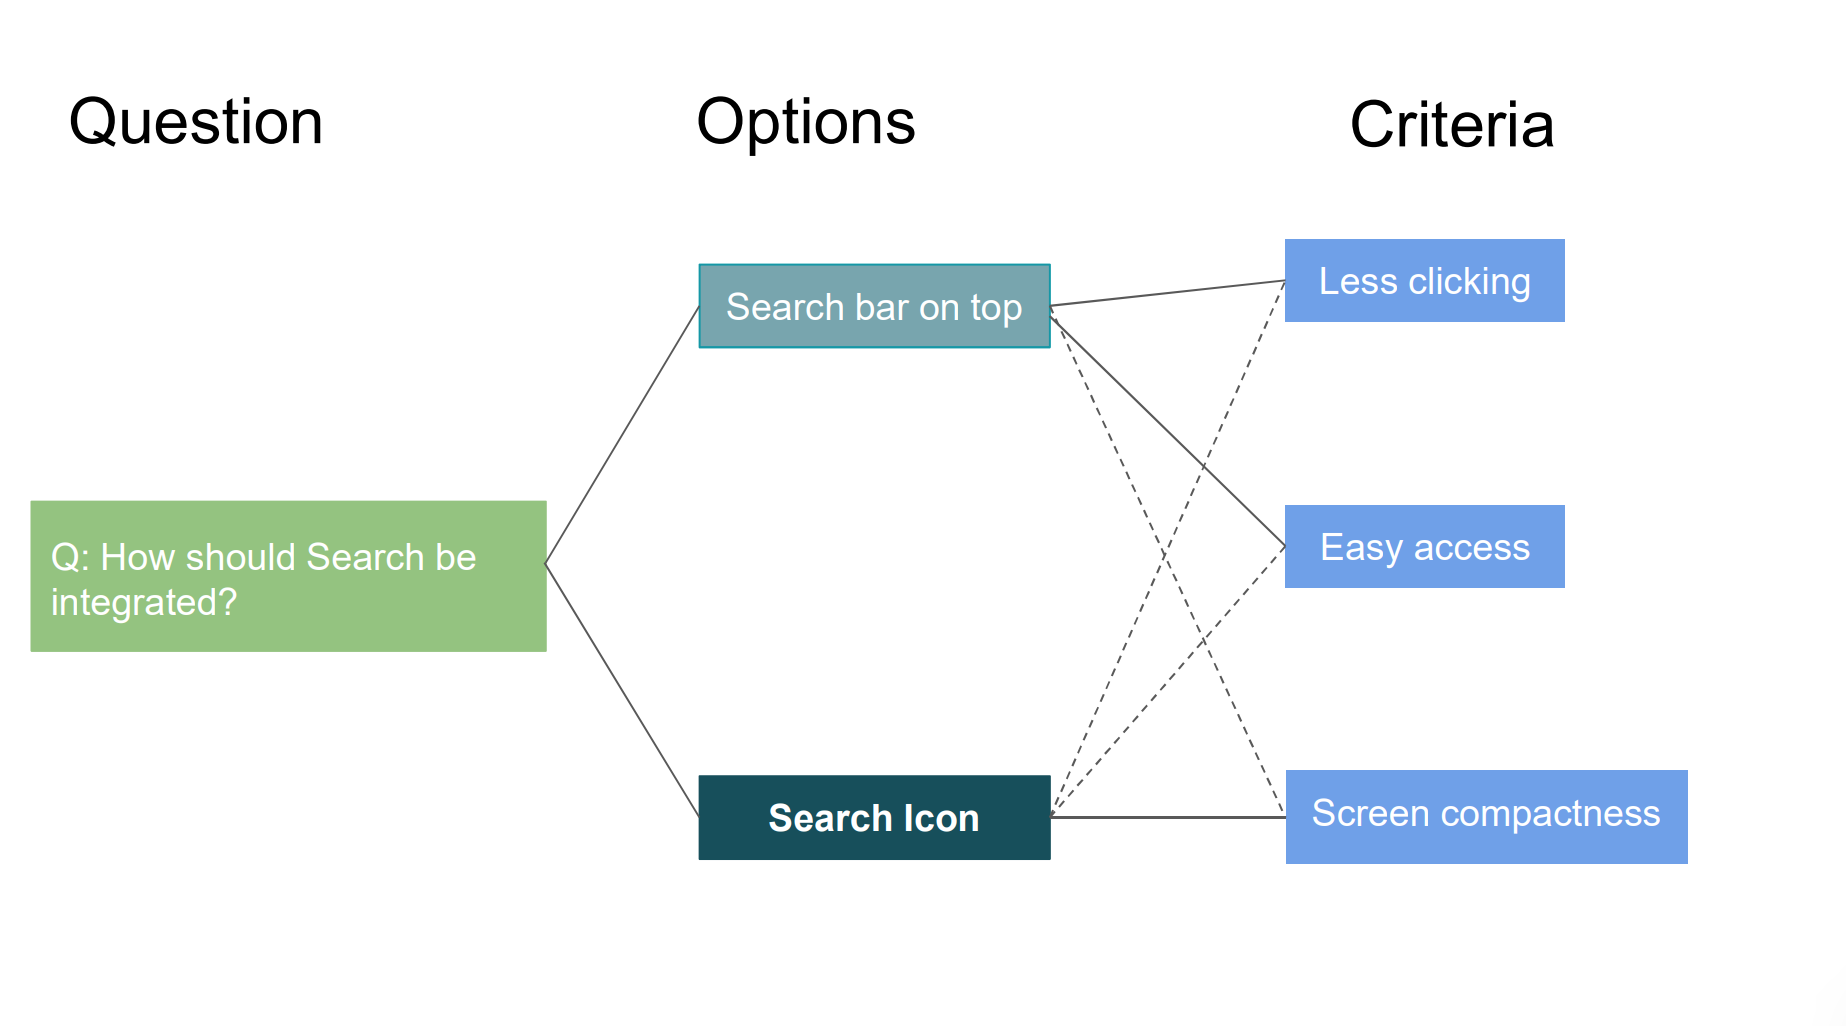 Question
Options
Criteria
Q: How should Search be
integrated?
Search bar on top
Search Icon
Less clicking
Easy access
Screen compactness